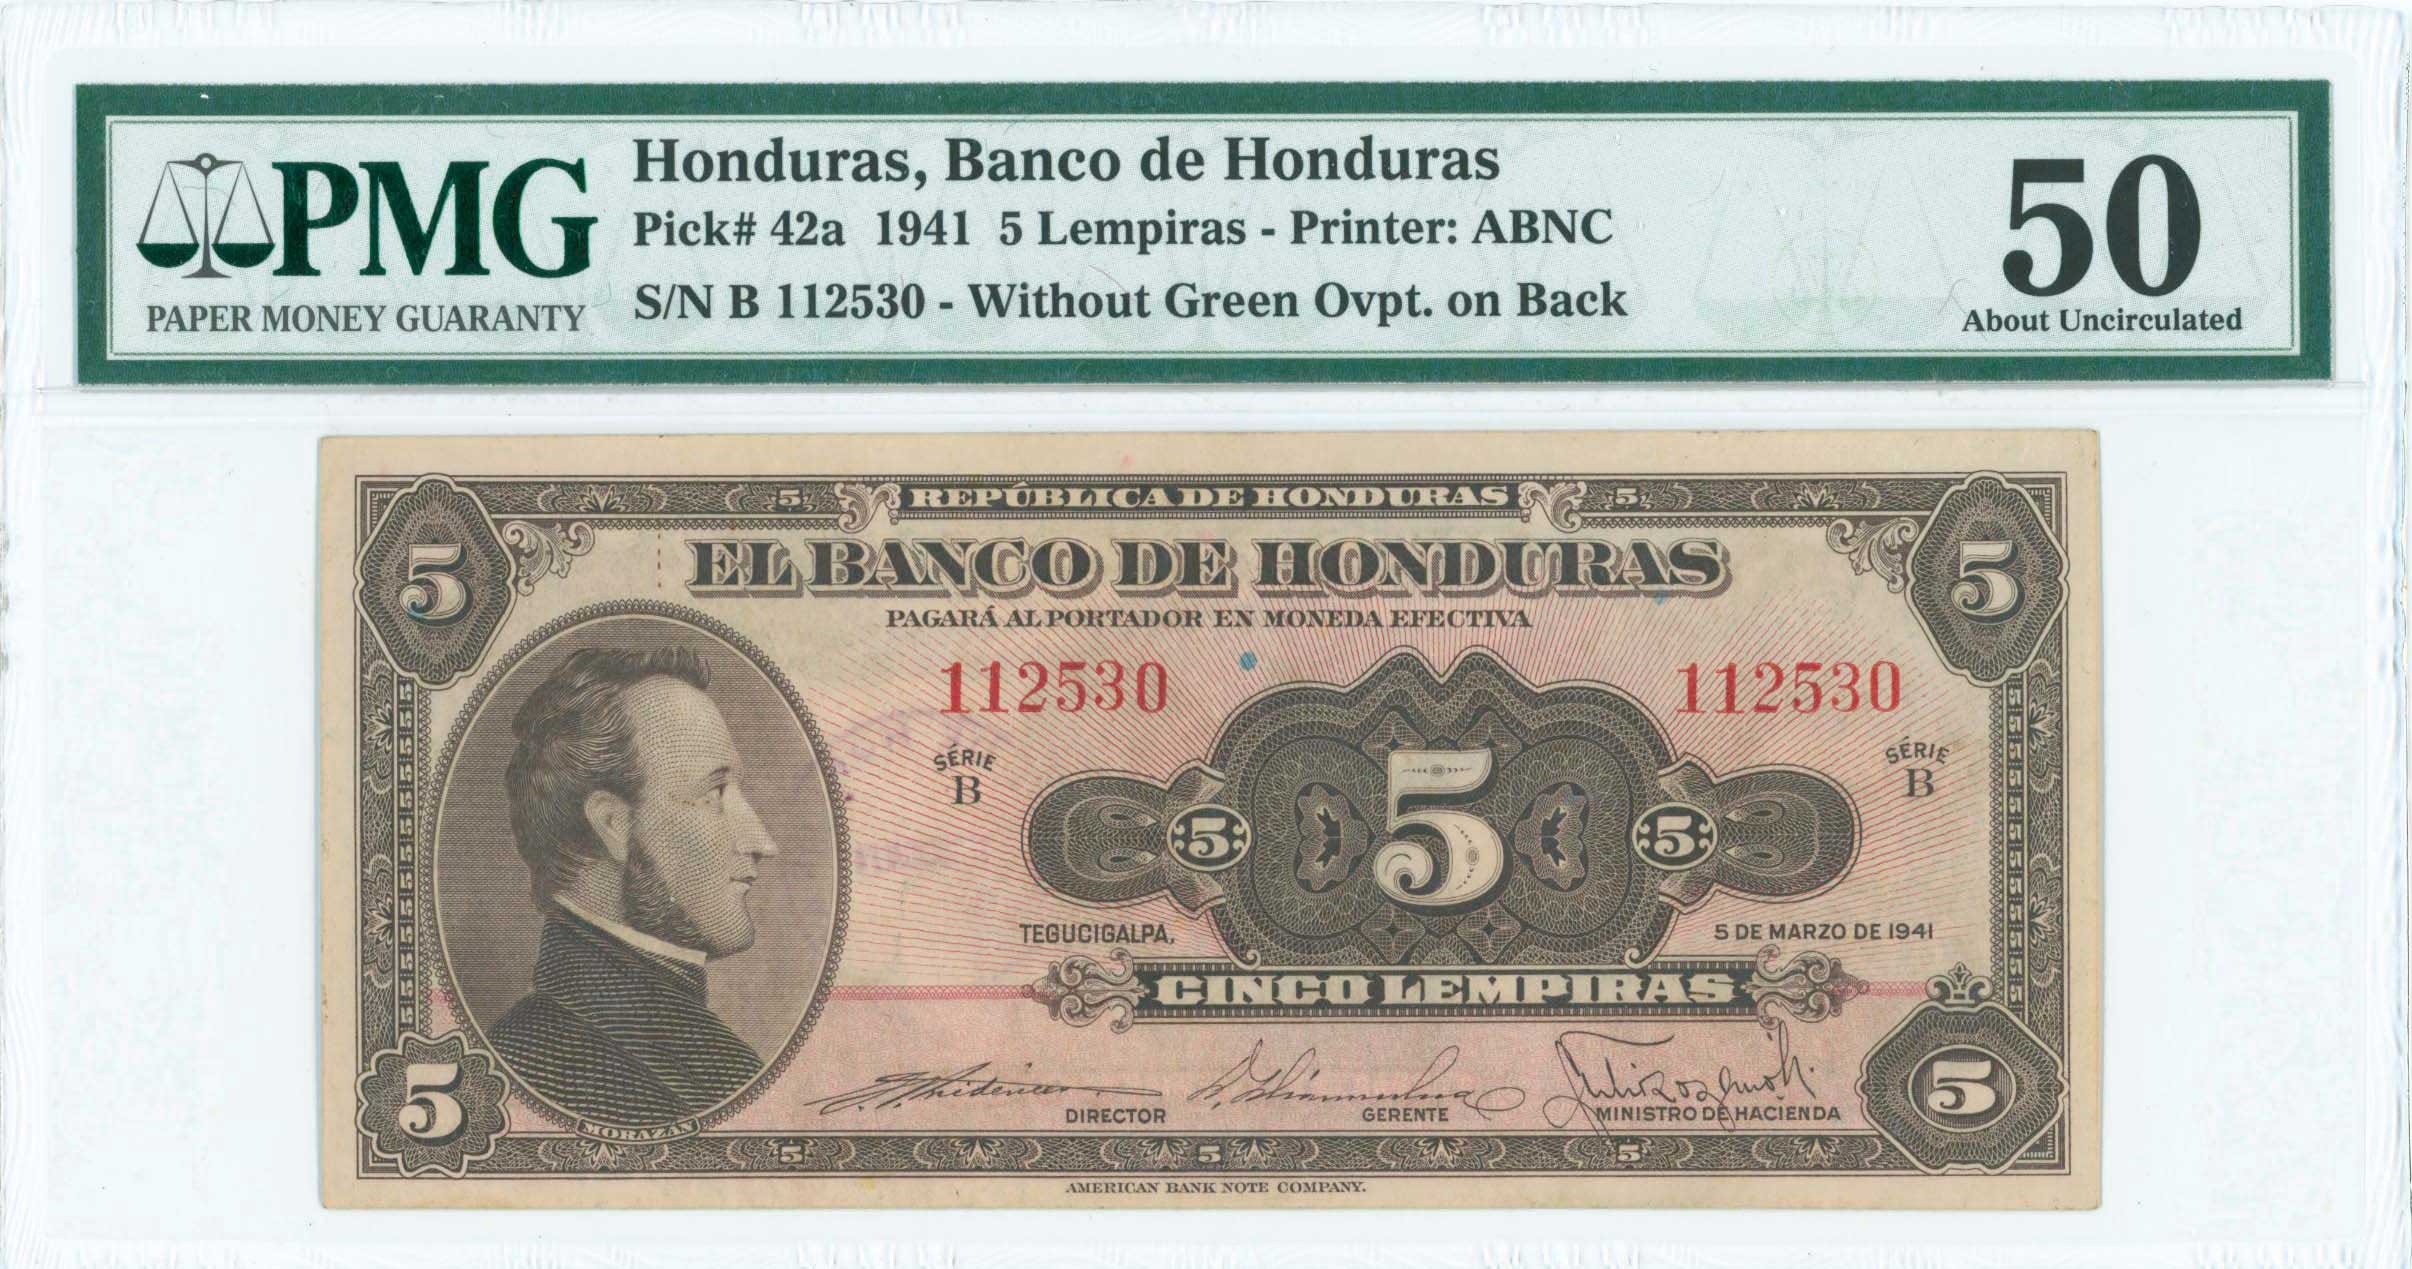 PMG
PAPER MONEY GUARANTY
Honduras, Banco de Honduras
Pick# 42a 1941 5 Lempiras - Printer: ABNC
S/N B 112530 - Without Green Ovpt. on Back
50
About Uncirculated
5 REPÚBLICA DE HONDURAS 5
5 5
EL BANCO DE HONDURAS
PAGARÁ AL PORTADOR EN MONEDA EFECTIVA
112530 112530
SÉRIE B SÉRIE B
5 5 5
TEGUCIGALPA, 5 DE MARZO DE 1941
CINCO LEMPIRAS
5 5
MORAZÁN
DIRECTOR GERENTE MINISTRO DE HACIENDA
5 5 5
AMERICAN BANK NOTE COMPANY.